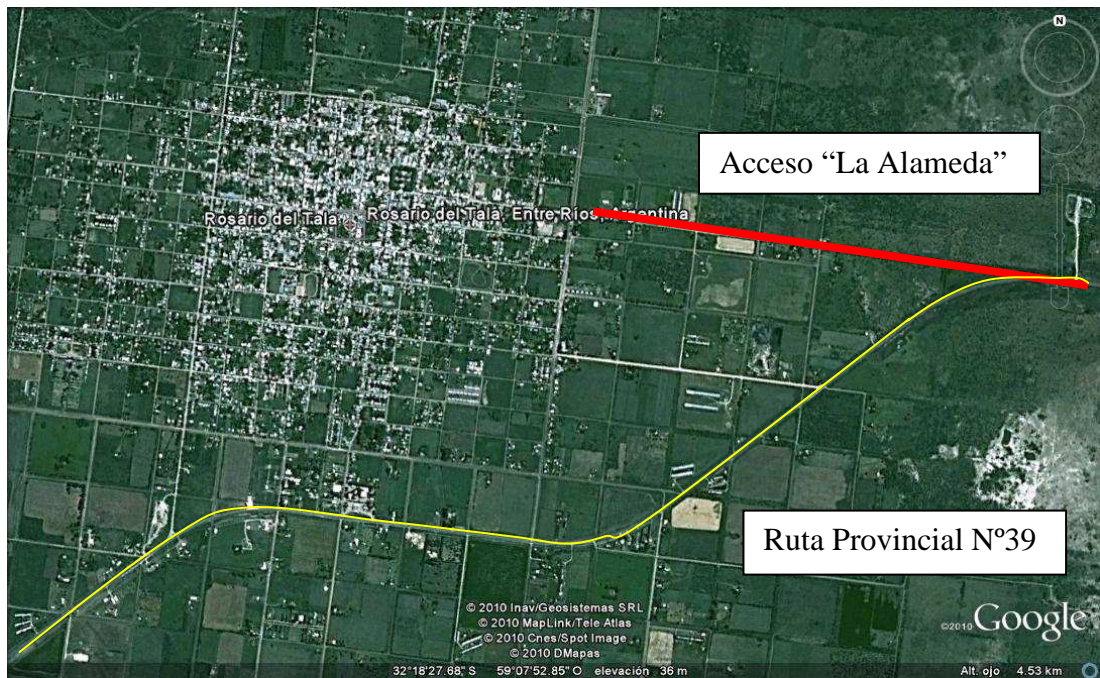 N
Acceso “La Alameda”
Rosario del Tala
Rosario del Tala, Entre Ríos, Argentina
Ruta Provincial Nº39
© 2010 Inav/Geosistemas SRL
© 2010 MapLink/Tele Atlas
© 2010 Cnes/Spot Image
© 2010 DMapas
©2010 Google
32°18'27.68" S 59°07'52.85" O elevación 36 m Alt. ojo 4.53 km